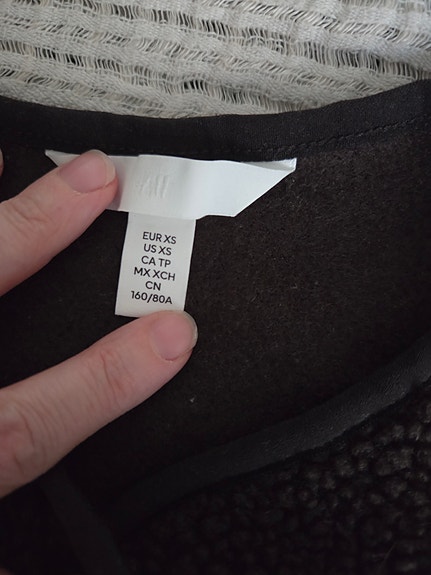 EUR XS
US XS
CA TP
MX XCH
CN
160/80A